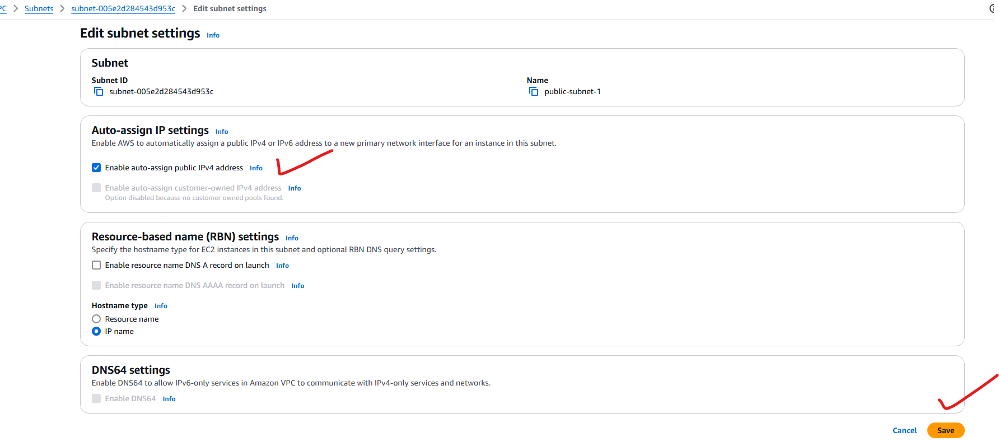 PC > Subnets > subnet-005e2d284543d953c > Edit subnet settings
Edit subnet settings Info
Subnet
Subnet ID
subnet-005e2d284543d953c
Name
public-subnet-1
Auto-assign IP settings Info
Enable AWS to automatically assign a public IPv4 or IPv6 address to a new primary network interface for an instance in this subnet.
Enable auto-assign public IPv4 address Info
Enable auto-assign customer-owned IPv4 address Info
Option disabled because no customer owned pools found.
Resource-based name (RBN) settings Info
Specify the hostname type for EC2 instances in this subnet and optional RBN DNS query settings.
Enable resource name DNS A record on launch Info
Enable resource name DNS AAAA record on launch Info
Hostname type Info
Resource name
IP name
DNS64 settings
Enable DNS64 to allow IPv6-only services in Amazon VPC to communicate with IPv4-only services and networks.
Enable DNS64 Info
Cancel Save